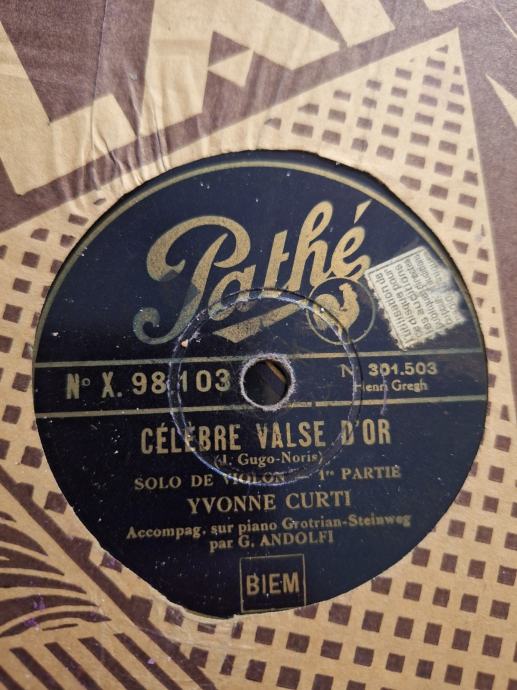 Pathé
No X. 98103
N 301.503
Henri Gregh
CÉLÈBRE VALSE D'OR
(J. Gugo-Noris)
SOLO DE VIOLON 1re PARTIE
YVONNE CURTI
Accompag. sur piano Grotrian-Steinweg
par G. ANDOLFI
BIEM